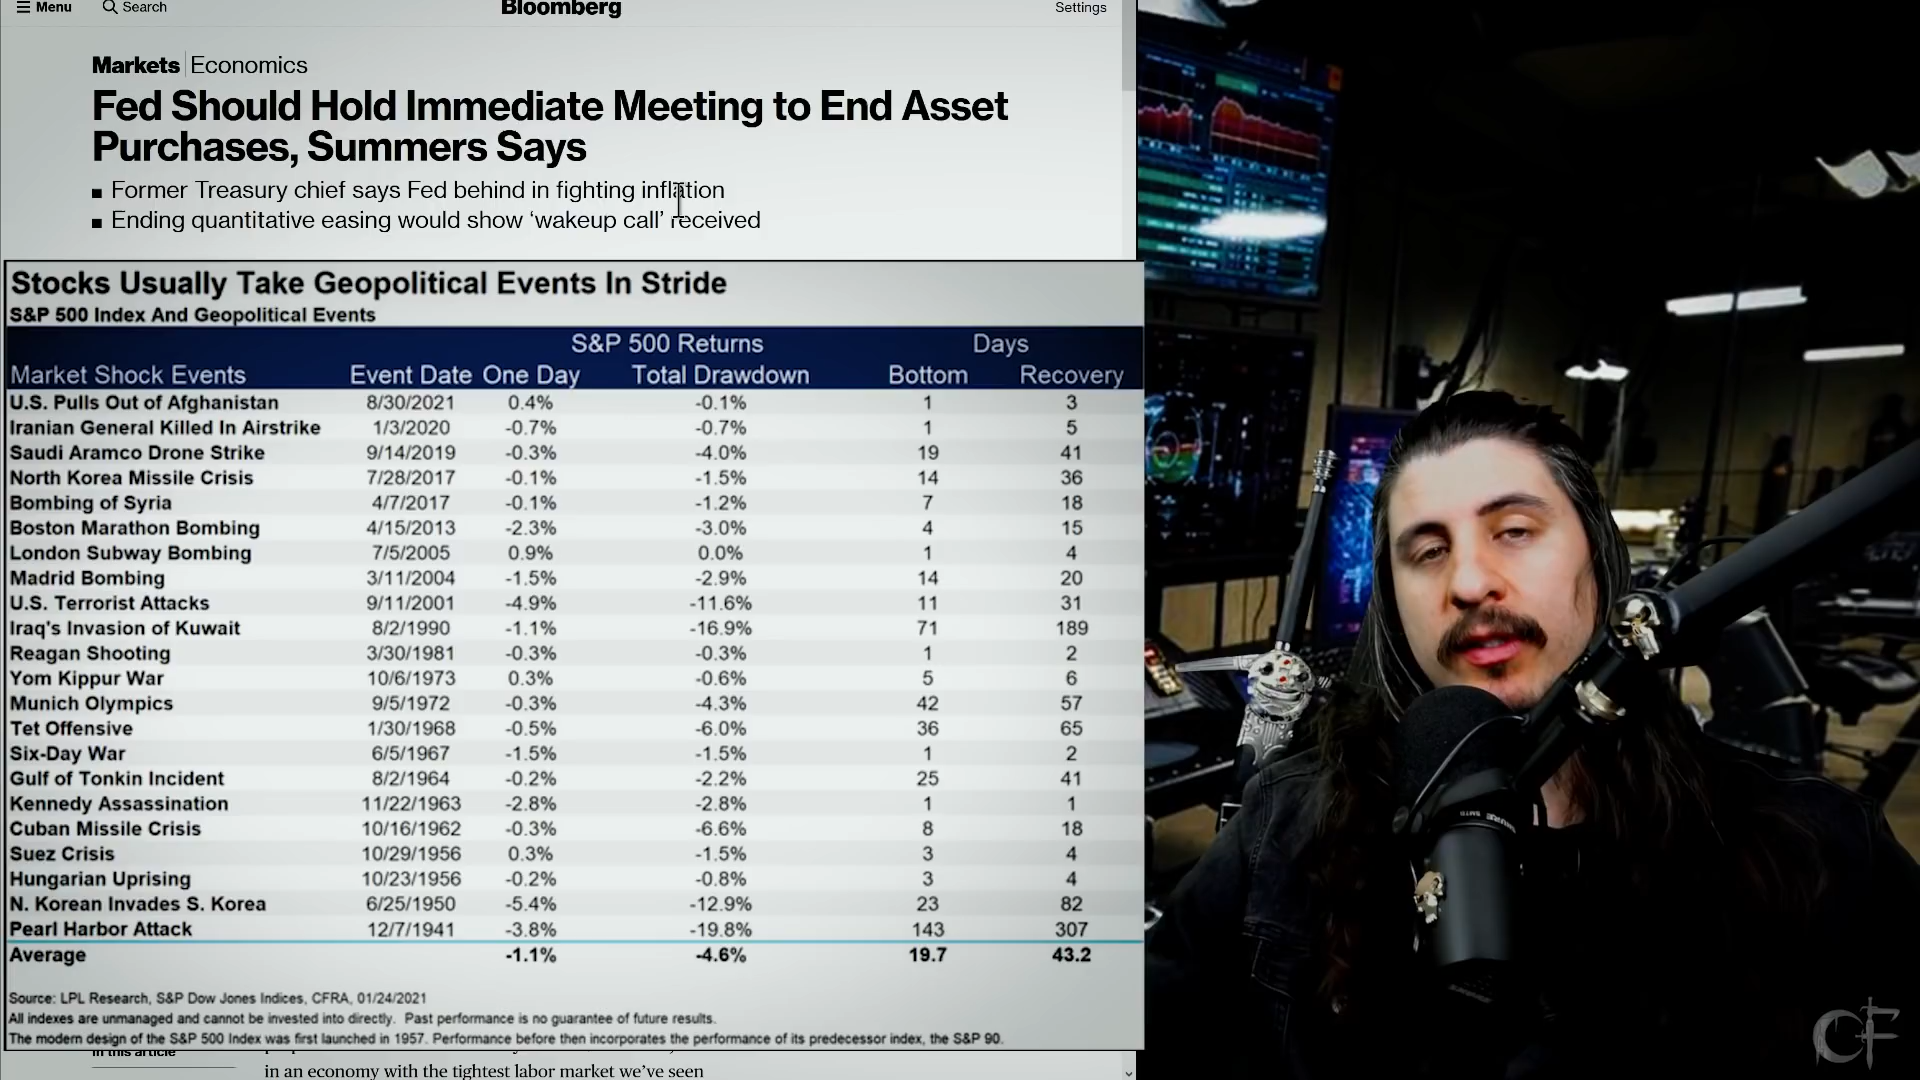 Menu Search Bloomberg Settings
Markets Economics
Fed Should Hold Immediate Meeting to End Asset
Purchases, Summers Says
Former Treasury chief says Fed behind in fighting inflation
Ending quantitative easing would show ‘wakeup call’ received
Stocks Usually Take Geopolitical Events In Stride
S&P 500 Index And Geopolitical Events
S&P 500 Returns Days
Market Shock Events Event Date One Day Total Drawdown Bottom Recovery
U.S. Pulls Out of Afghanistan 8/30/2021 0.4% -0.1% 1 3
Iranian General Killed In Airstrike 1/3/2020 -0.7% -0.7% 1 5
Saudi Aramco Drone Strike 9/14/2019 -0.3% -4.0% 19 41
North Korea Missile Crisis 7/28/2017 -0.1% -1.5% 14 36
Bombing of Syria 4/7/2017 -0.1% -1.2% 7 18
Boston Marathon Bombing 4/15/2013 -2.3% -3.0% 4 15
London Subway Bombing 7/5/2005 0.9% 0.0% 1 4
Madrid Bombing 3/11/2004 -1.5% -2.9% 14 20
U.S. Terrorist Attacks 9/11/2001 -4.9% -11.6% 11 31
Iraq's Invasion of Kuwait 8/2/1990 -1.1% -16.9% 71 189
Reagan Shooting 3/30/1981 -0.3% -0.3% 1 2
Yom Kippur War 10/6/1973 0.3% -0.6% 5 6
Munich Olympics 9/5/1972 -0.3% -4.3% 42 57
Tet Offensive 1/30/1968 -0.5% -6.0% 36 65
Six-Day War 6/5/1967 -1.5% -1.5% 1 2
Gulf of Tonkin Incident 8/2/1964 -0.2% -2.2% 25 41
Kennedy Assassination 11/22/1963 -2.8% -2.8% 1 1
Cuban Missile Crisis 10/16/1962 -0.3% -6.6% 8 18
Suez Crisis 10/29/1956 0.3% -1.5% 3 4
Hungarian Uprising 10/23/1956 -0.2% -0.8% 3 4
N. Korean Invades S. Korea 6/25/1950 -5.4% -12.9% 23 82
Pearl Harbor Attack 12/7/1941 -3.8% -19.8% 143 307
Average -1.1% -4.6% 19.7 43.2
Source: LPL Research, S&P Dow Jones Indices, CFRA, 01/24/2021
All indexes are unmanaged and cannot be invested into directly. Past performance is no guarantee of future results.
The modern design of the S&P 500 Index was first launched in 1957. Performance before then incorporates the performance of its predecessor index, the S&P 90.
In this article
in an economy with the tightest labor market we’ve seen
CF